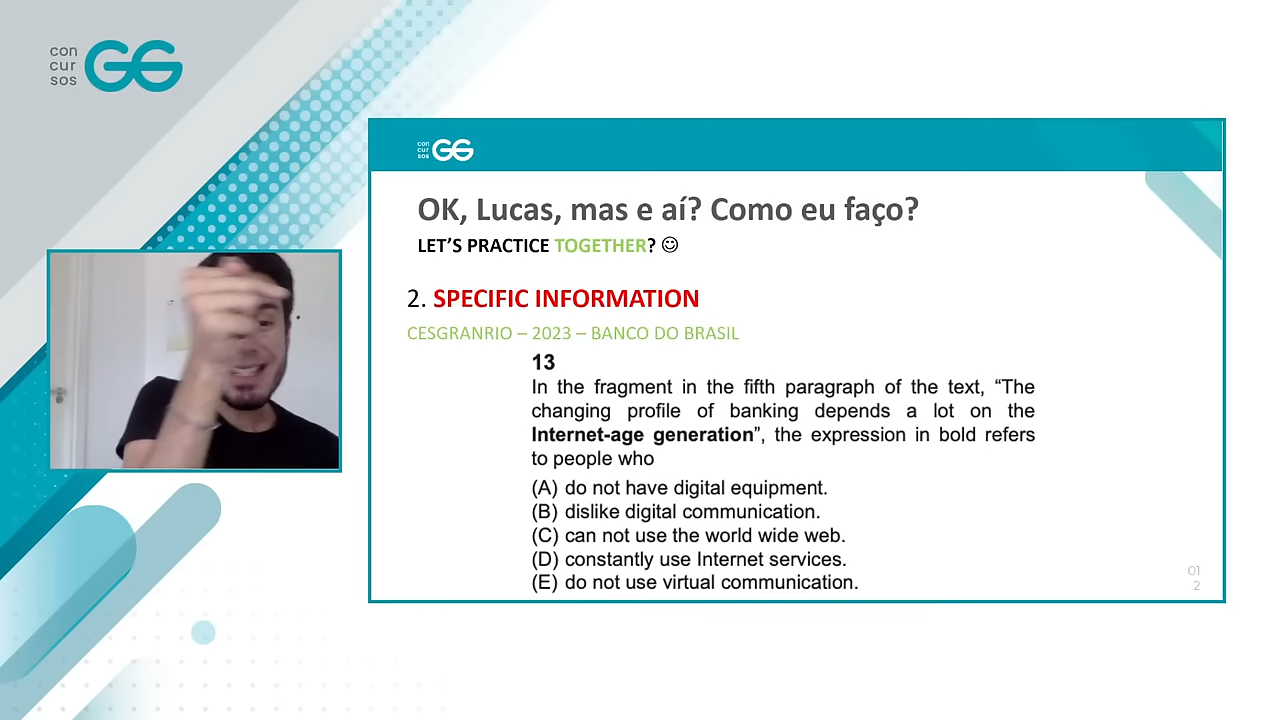 con
cur
sos
GG
con
cur
sos
GG
OK, Lucas, mas e aí? Como eu faço?
LET'S PRACTICE TOGETHER? ☺
2. SPECIFIC INFORMATION
CESGRANRIO – 2023 – BANCO DO BRASIL
13
In the fragment in the fifth paragraph of the text, “The
changing profile of banking depends a lot on the
Internet-age generation”, the expression in bold refers
to people who
(A) do not have digital equipment.
(B) dislike digital communication.
(C) can not use the world wide web.
(D) constantly use Internet services.
(E) do not use virtual communication.
01
2